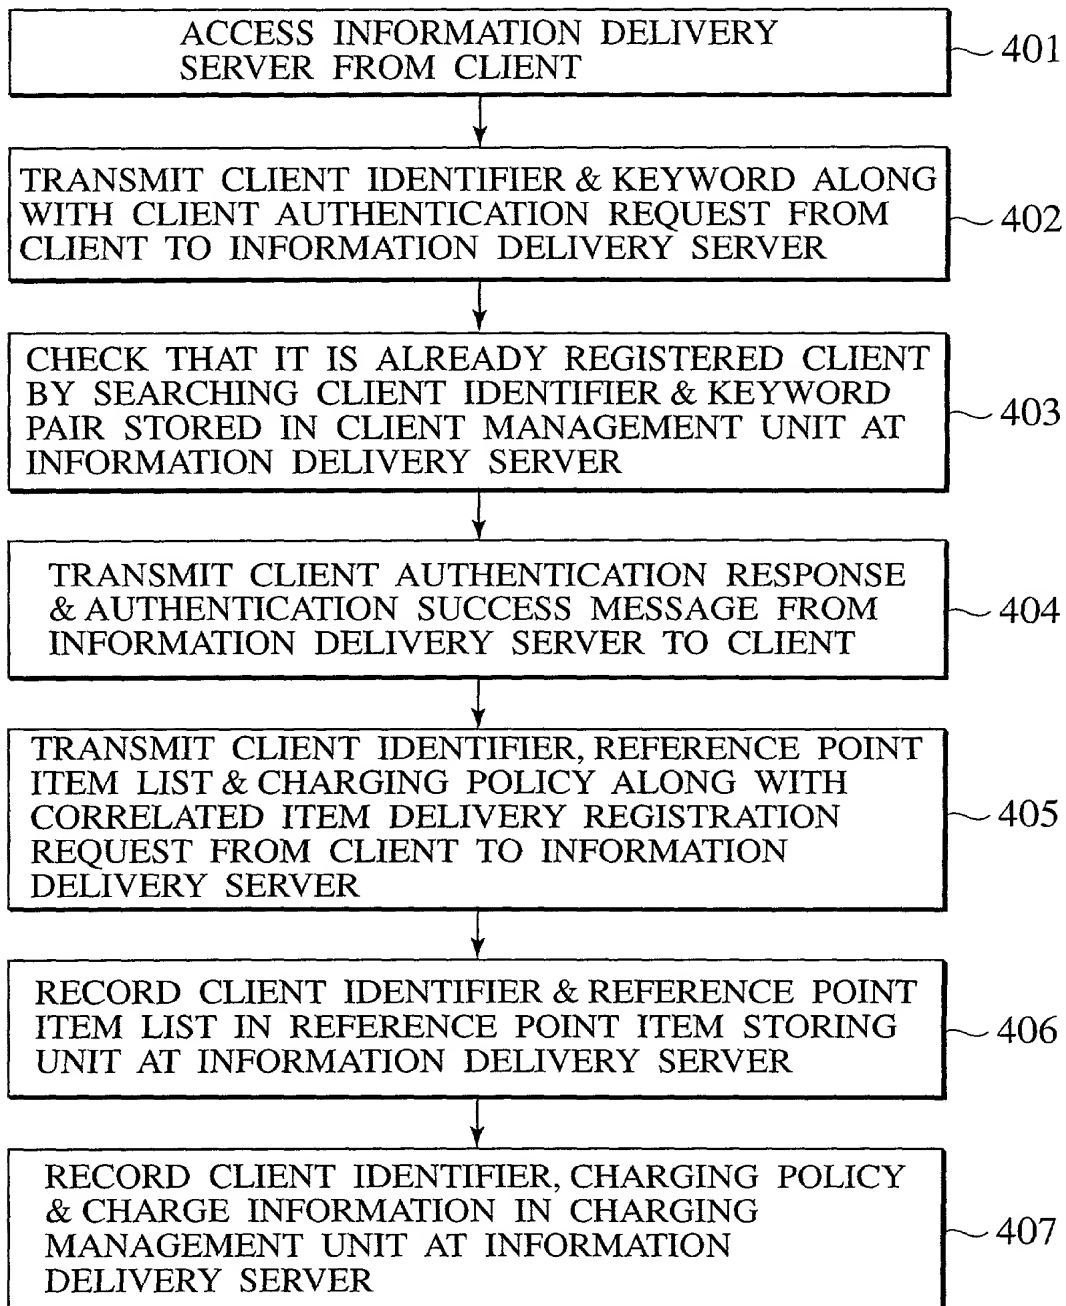 ACCESS INFORMATION DELIVERY
SERVER FROM CLIENT
401
TRANSMIT CLIENT IDENTIFIER & KEYWORD ALONG
WITH CLIENT AUTHENTICATION REQUEST FROM
CLIENT TO INFORMATION DELIVERY SERVER
402
CHECK THAT IT IS ALREADY REGISTERED CLIENT
BY SEARCHING CLIENT IDENTIFIER & KEYWORD
PAIR STORED IN CLIENT MANAGEMENT UNIT AT
INFORMATION DELIVERY SERVER
403
TRANSMIT CLIENT AUTHENTICATION RESPONSE
& AUTHENTICATION SUCCESS MESSAGE FROM
INFORMATION DELIVERY SERVER TO CLIENT
404
TRANSMIT CLIENT IDENTIFIER, REFERENCE POINT
ITEM LIST & CHARGING POLICY ALONG WITH
CORRELATED ITEM DELIVERY REGISTRATION
REQUEST FROM CLIENT TO INFORMATION
DELIVERY SERVER
405
RECORD CLIENT IDENTIFIER & REFERENCE POINT
ITEM LIST IN REFERENCE POINT ITEM STORING
UNIT AT INFORMATION DELIVERY SERVER
406
RECORD CLIENT IDENTIFIER, CHARGING POLICY
& CHARGE INFORMATION IN CHARGING
MANAGEMENT UNIT AT INFORMATION
DELIVERY SERVER
407